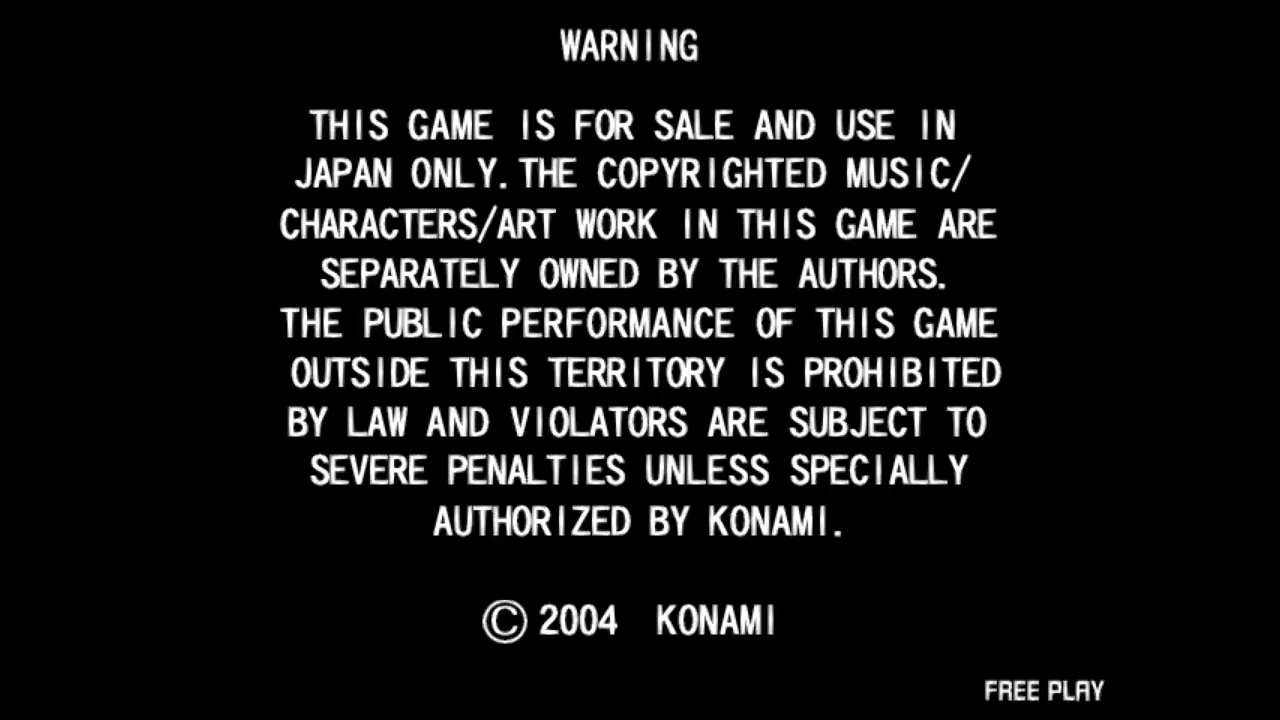 WARNING
THIS GAME IS FOR SALE AND USE IN
JAPAN ONLY. THE COPYRIGHTED MUSIC/
CHARACTERS/ART WORK IN THIS GAME ARE
SEPARATELY OWNED BY THE AUTHORS.
THE PUBLIC PERFORMANCE OF THIS GAME
OUTSIDE THIS TERRITORY IS PROHIBITED
BY LAW AND VIOLATORS ARE SUBJECT TO
SEVERE PENALTIES UNLESS SPECIALLY
AUTHORIZED BY KONAMI.
© 2004 KONAMI
FREE PLAY